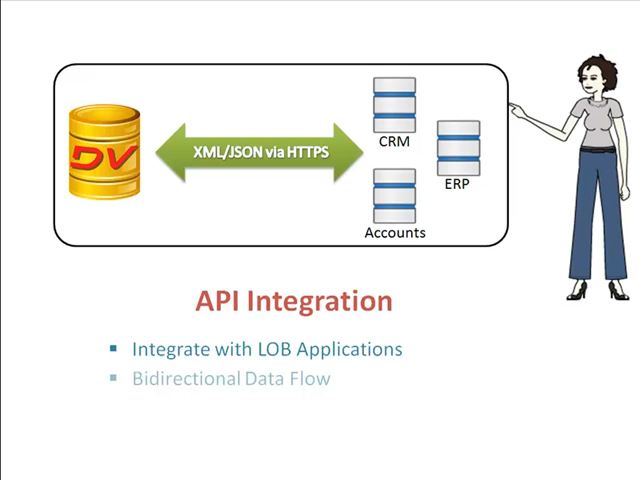 DV
XML/JSON via HTTPS
CRM
ERP
Accounts
API Integration
▪ Integrate with LOB Applications
▪ Bidirectional Data Flow